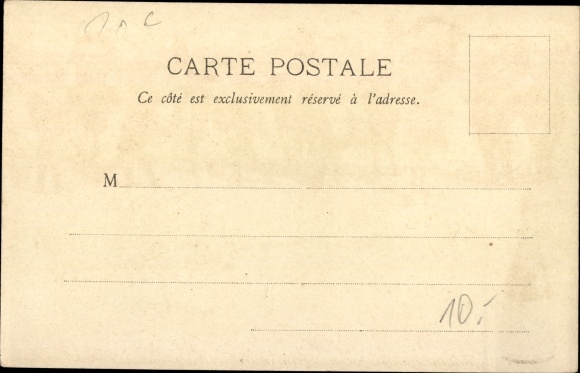 CARTE POSTALE
Ce côté est exclusivement réservé à l'adresse.
M
10.-